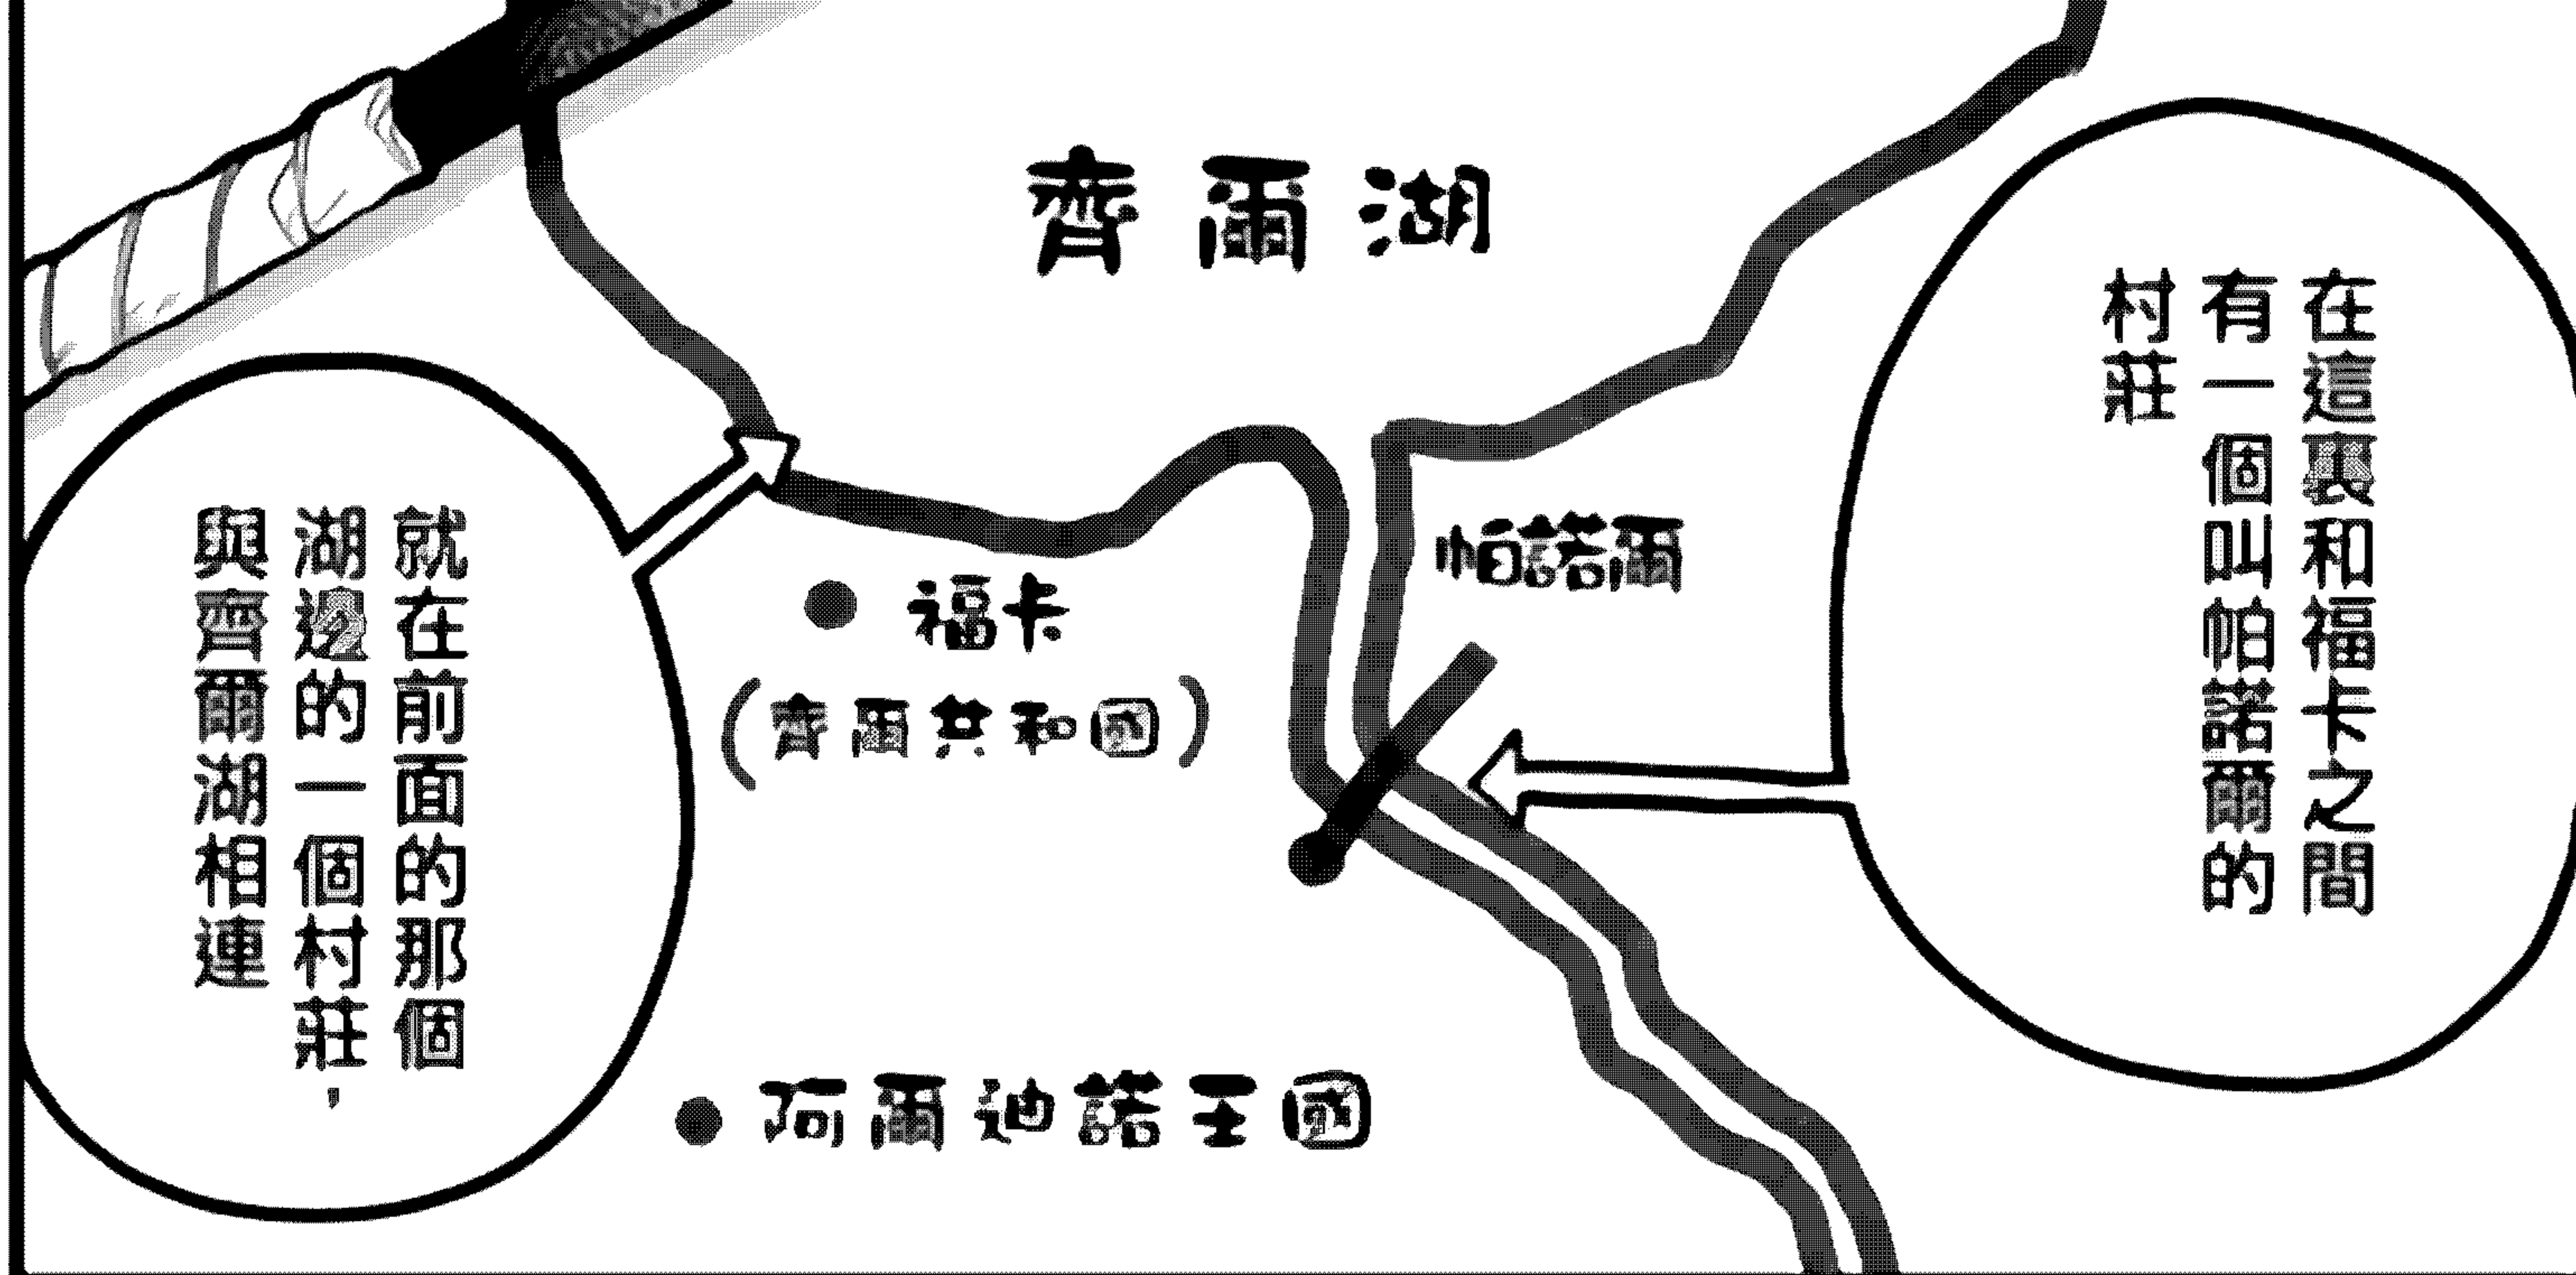 在這裏和福卡之間
有一個叫帕諾爾的
村莊
齊爾湖
帕諾爾
福卡
(齊爾共和國)
阿爾迪諾王國
就在前面的那個
湖邊的一個村莊，
與齊爾湖相連